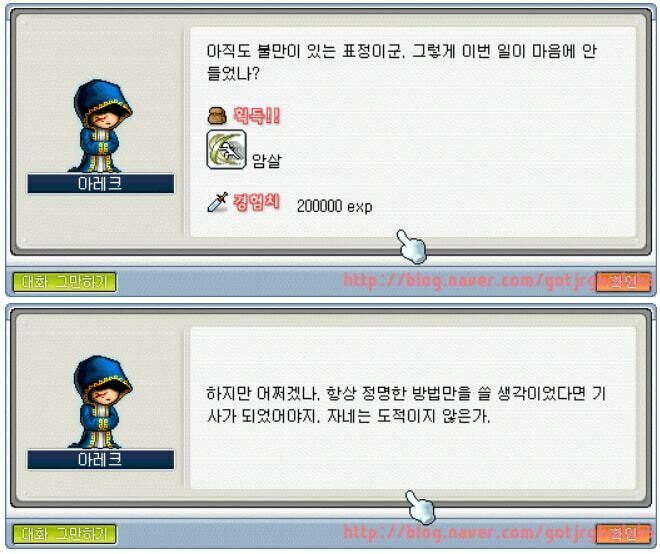 아직도 불만이 있는 표정이군, 그렇게 이번 일이 마음에 안
들었나?
획득!!
암살
경험치 200000 exp
아레크
대화 그만하기
http://blog.naver.com/gotjrg
확인
하지만 어쩌겠나, 항상 정명한 방법만을 쓸 생각이었다면 기
사가 되었어야지, 자네는 도적이지 않은가,
아레크
대화 그만하기
http://blog.naver.com/gotjrg
확인